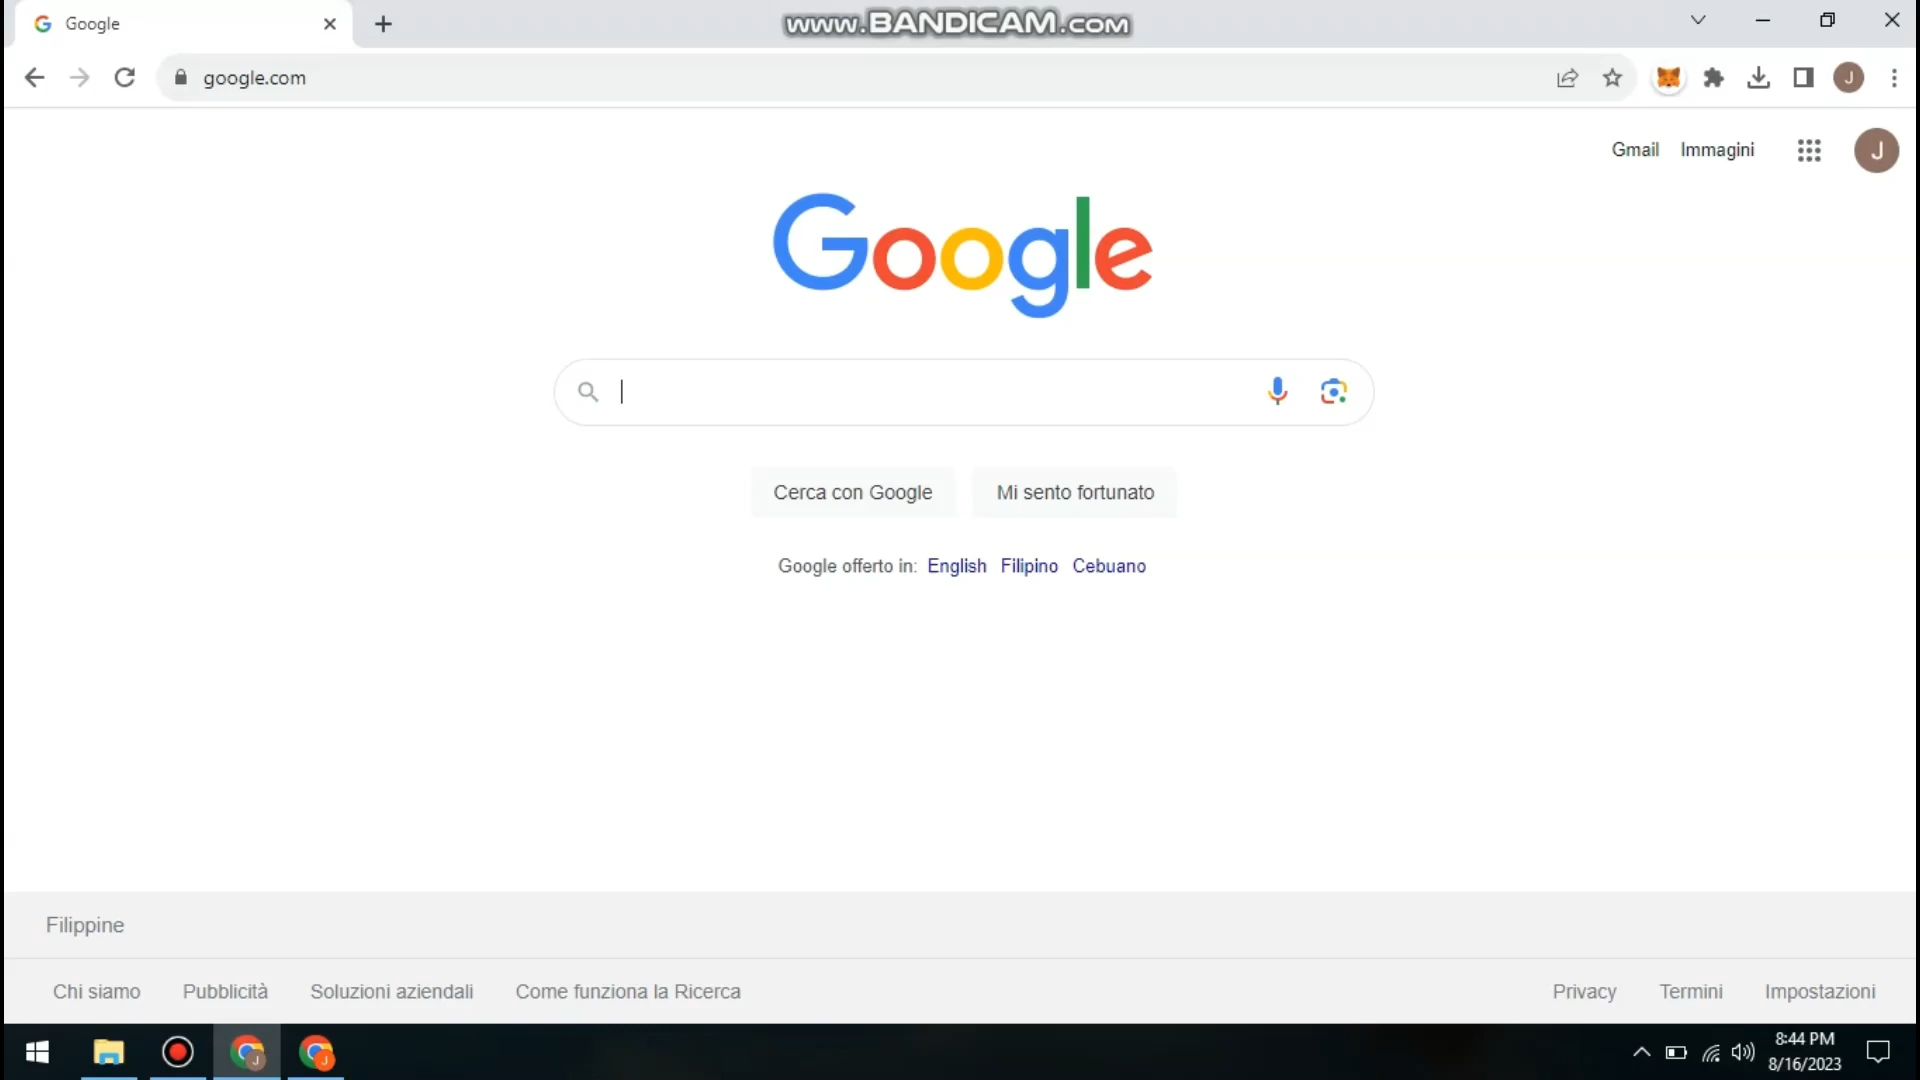 Google
www.BANDICAM.com
google.com
J
Gmail Immagini
J
Google
Cerca con Google Mi sento fortunato
Google offerto in: English Filipino Cebuano
Filippine
Chi siamo Pubblicità Soluzioni aziendali Come funziona la Ricerca Privacy Termini Impostazioni
J
J
8:44 PM
8/16/2023